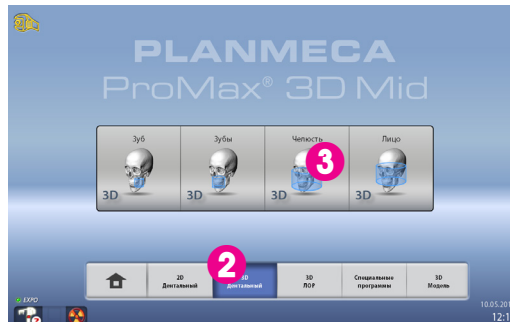 PLANMECA
ProMax® 3D Mid
Зуб
Зубы
Челюсть
Лицо
3D
3D
3D
3D
3
2
2D
Дентальный
3D
Дентальный
3D
ЛОР
Специальные
программы
3D
Модель
EXPO
10.05.201
12:1